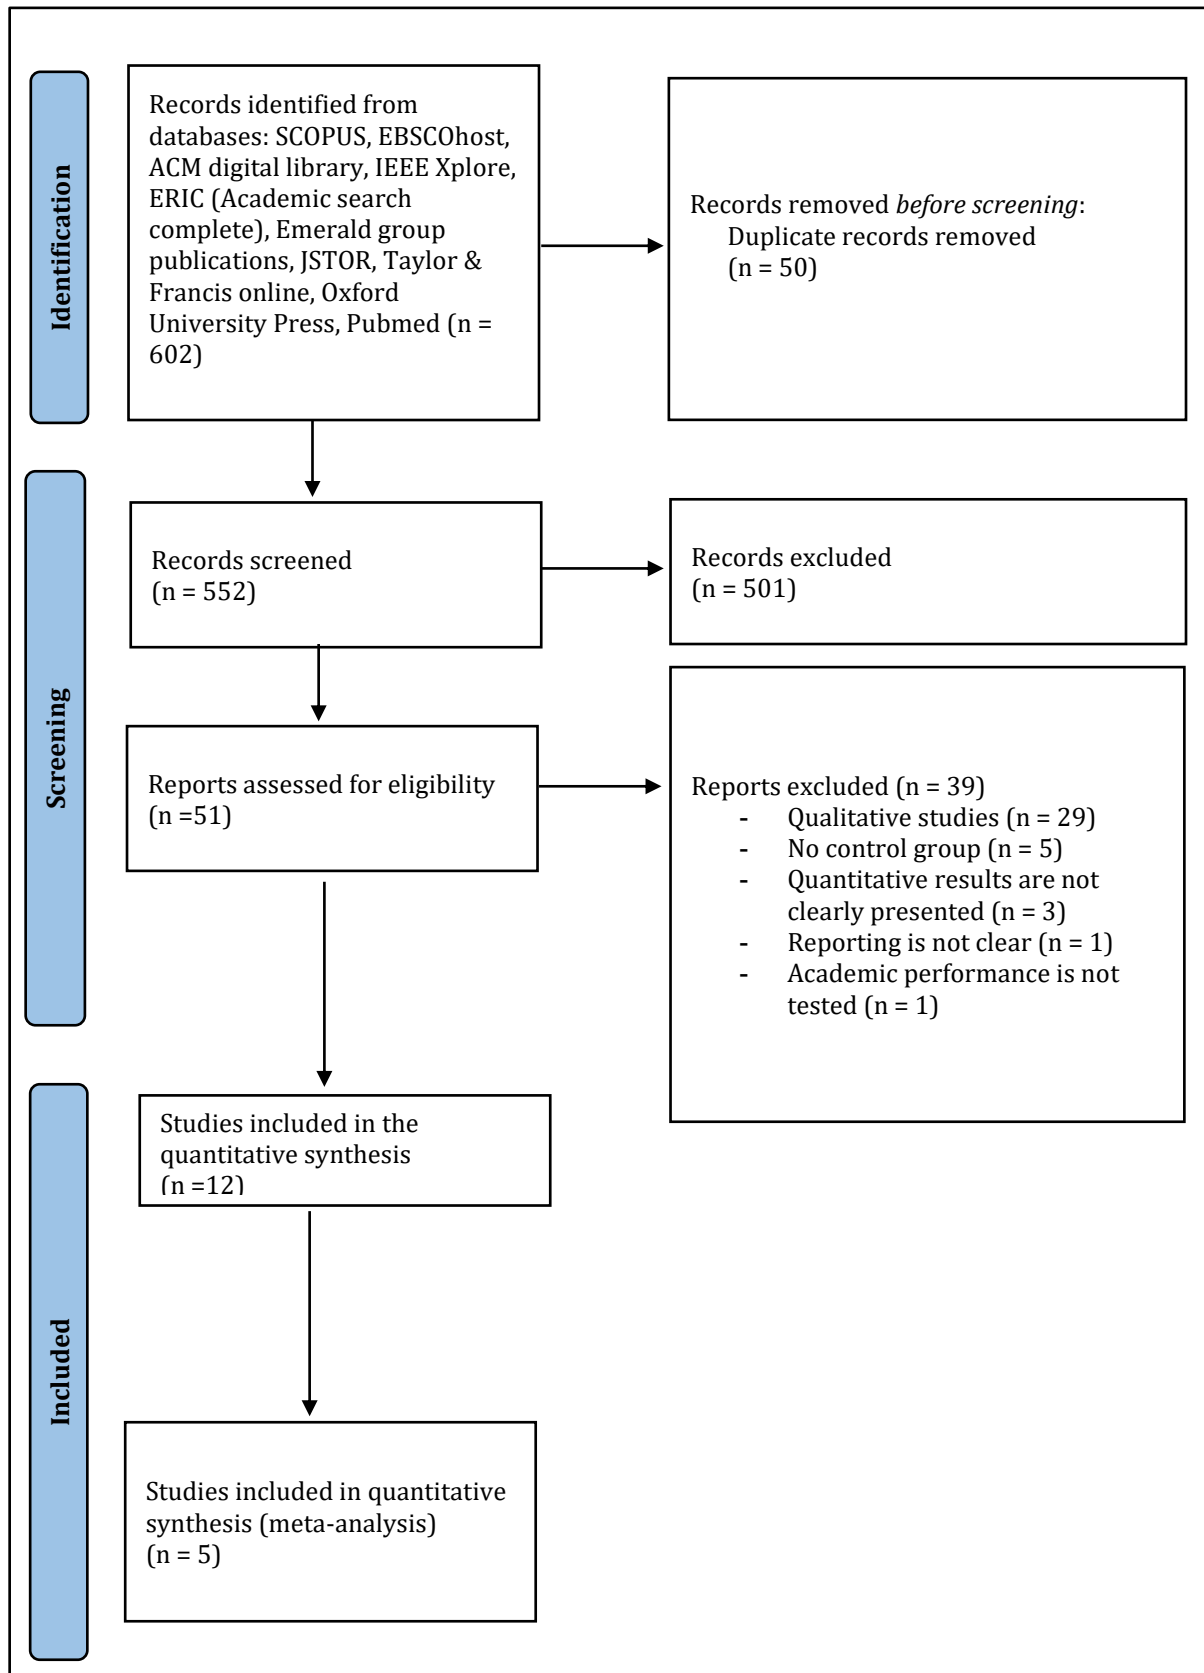 Identification
Records identified from
databases: SCOPUS, EBSCOhost,
ACM digital library, IEEE Xplore,
ERIC (Academic search
complete), Emerald group
publications, JSTOR, Taylor &
Francis online, Oxford
University Press, Pubmed (n =
602)
Records removed before screening:
Duplicate records removed
(n = 50)
Screening
Records screened
(n = 552)
Records excluded
(n = 501)
Reports assessed for eligibility
(n =51)
Reports excluded (n = 39)
- Qualitative studies (n = 29)
- No control group (n = 5)
- Quantitative results are not
clearly presented (n = 3)
- Reporting is not clear (n = 1)
- Academic performance is not
tested (n = 1)
Included
Studies included in the
quantitative synthesis
(n =12)
Studies included in quantitative
synthesis (meta-analysis)
(n = 5)